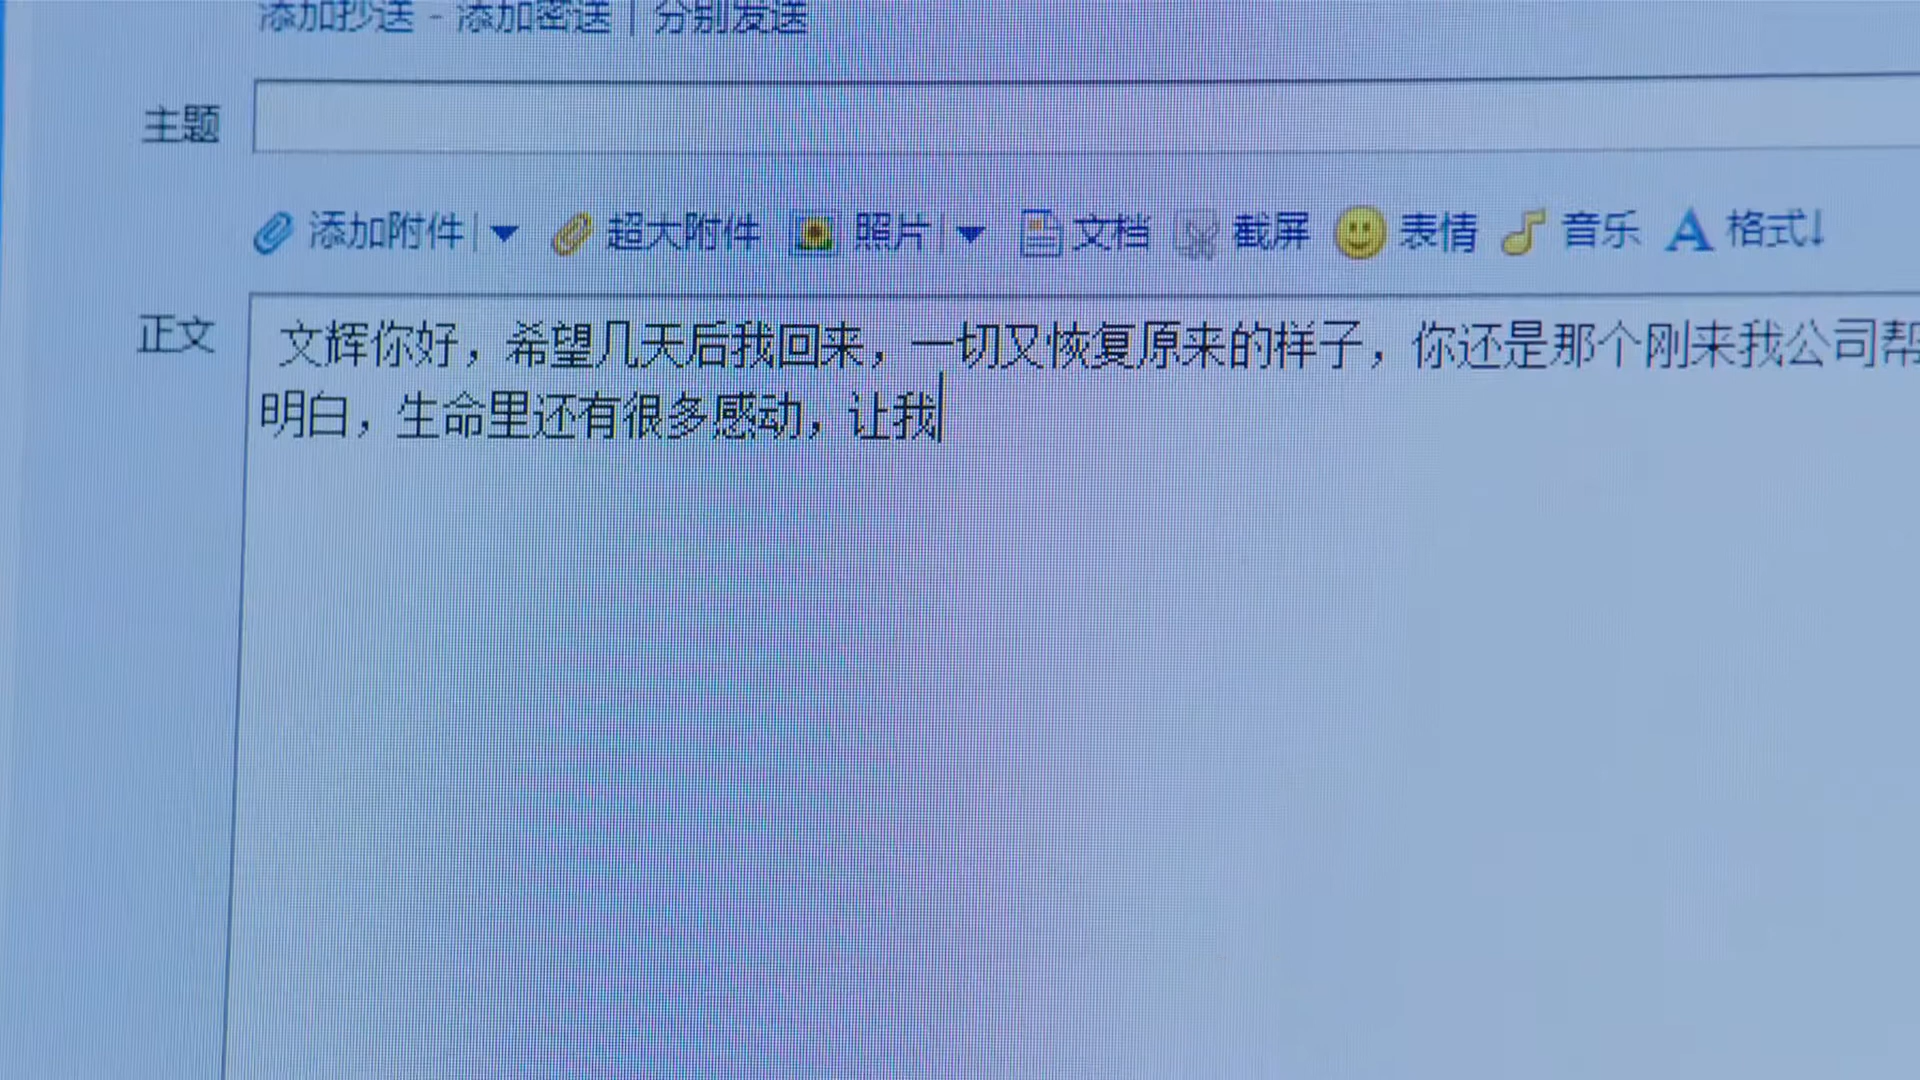 添加抄送 - 添加密送 | 分别发送
主题
添加附件 超大附件 照片 文档 截屏 表情 音乐 格式↓
正文
文辉你好，希望几天后我回来，一切又恢复原来的样子，你还是那个刚来我公司帮
明白，生命里还有很多感动，让我